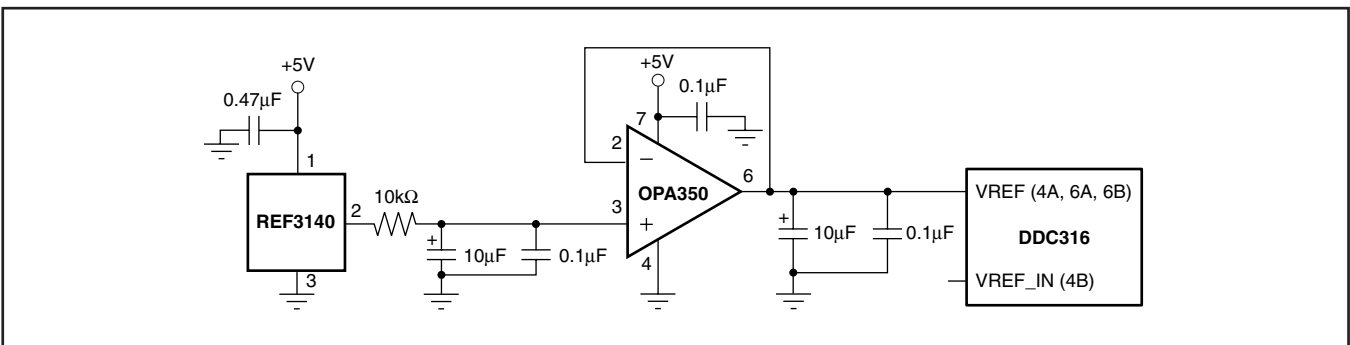 +5V
0.47µF
1
REF3140
2
3
10kΩ
+
10µF
0.1µF
+5V
0.1µF
7
2
−
OPA350
6
3
+
4
+
10µF
0.1µF
VREF (4A, 6A, 6B)
DDC316
VREF_IN (4B)